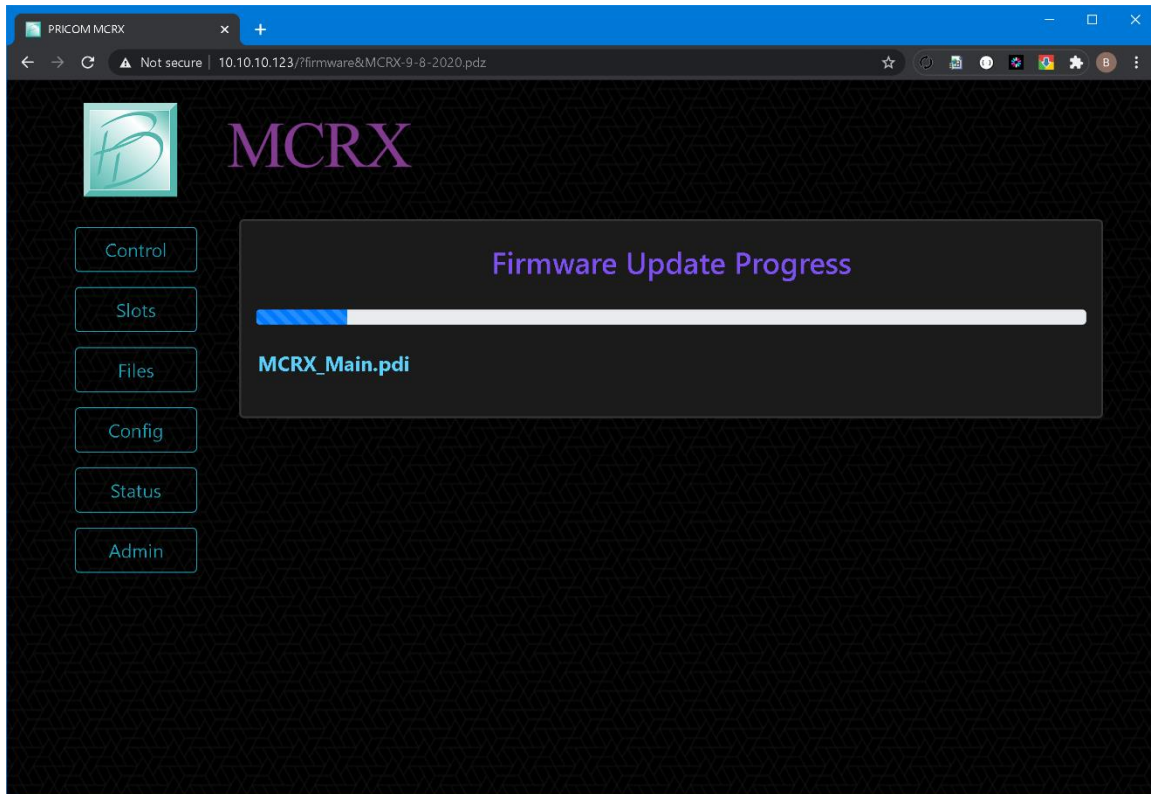 PRICOM MCRX
Not secure | 10.10.10.123/?firmware&MCRX-9-8-2020.pdz
B
MCRX
Control
Slots
Files
Config
Status
Admin
Firmware Update Progress
MCRX_Main.pdi